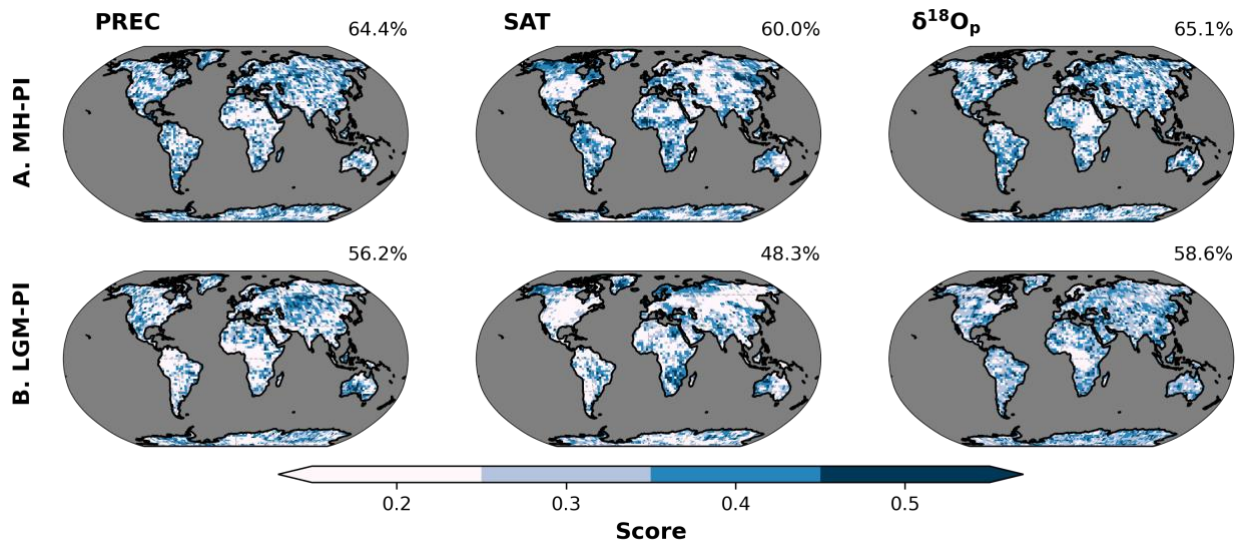 PREC SAT δ¹⁸Oₚ
64.4% 60.0% 65.1%
A. MH-PI
56.2% 48.3% 58.6%
B. LGM-PI
0.2 0.3 0.4 0.5
Score